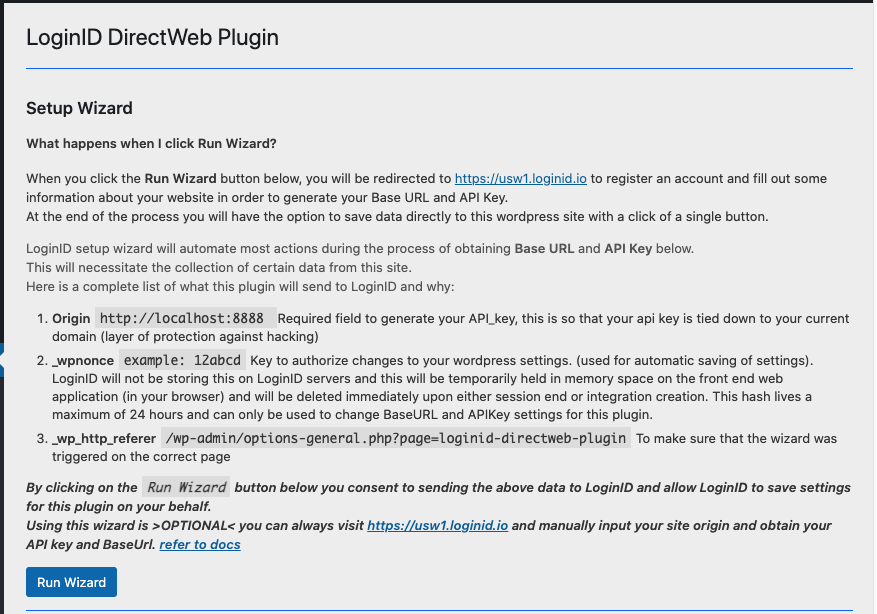 LoginID DirectWeb Plugin
Setup Wizard
What happens when I click Run Wizard?
When you click the Run Wizard button below, you will be redirected to https://usw1.loginid.io to register an account and fill out some
information about your website in order to generate your Base URL and API Key.
At the end of the process you will have the option to save data directly to this wordpress site with a click of a single button.
LoginID setup wizard will automate most actions during the process of obtaining Base URL and API Key below.
This will necessitate the collection of certain data from this site.
Here is a complete list of what this plugin will send to LoginID and why:
1. Origin http://localhost:8888 Required field to generate your API_key, this is so that your api key is tied down to your current
domain (layer of protection against hacking)
2. _wpnonce example: 12abcd Key to authorize changes to your wordpress settings. (used for automatic saving of settings).
LoginID will not be storing this on LoginID servers and this will be temporarily held in memory space on the front end web
application (in your browser) and will be deleted immediately upon either session end or integration creation. This hash lives a
maximum of 24 hours and can only be used to change BaseURL and APIKey settings for this plugin.
3. _wp_http_referer /wp-admin/options-general.php?page=loginid-directweb-plugin To make sure that the wizard was
triggered on the correct page
By clicking on the Run Wizard button below you consent to sending the above data to LoginID and allow LoginID to save settings
for this plugin on your behalf.
Using this wizard is >OPTIONAL< you can always visit https://usw1.loginid.io and manually input your site origin and obtain your
API key and BaseUrl. refer to docs
Run Wizard